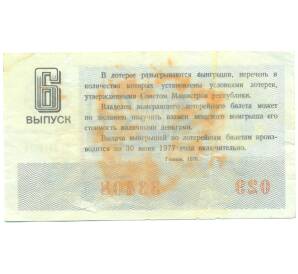 6
ВЫПУСК
В лотерее разыгрываются выигрыши, перечень и
количество которых установлены условиями лотереи,
утвержденными Советом Министров республики.
Владелец выигравшего лотерейного билета может
по желанию получить взамен вещевого выигрыша его
стоимость наличными деньгами.
Выдача выигрышей по лотерейным билетам произ-
водится по 30 июня 1977 года включительно.
1976.